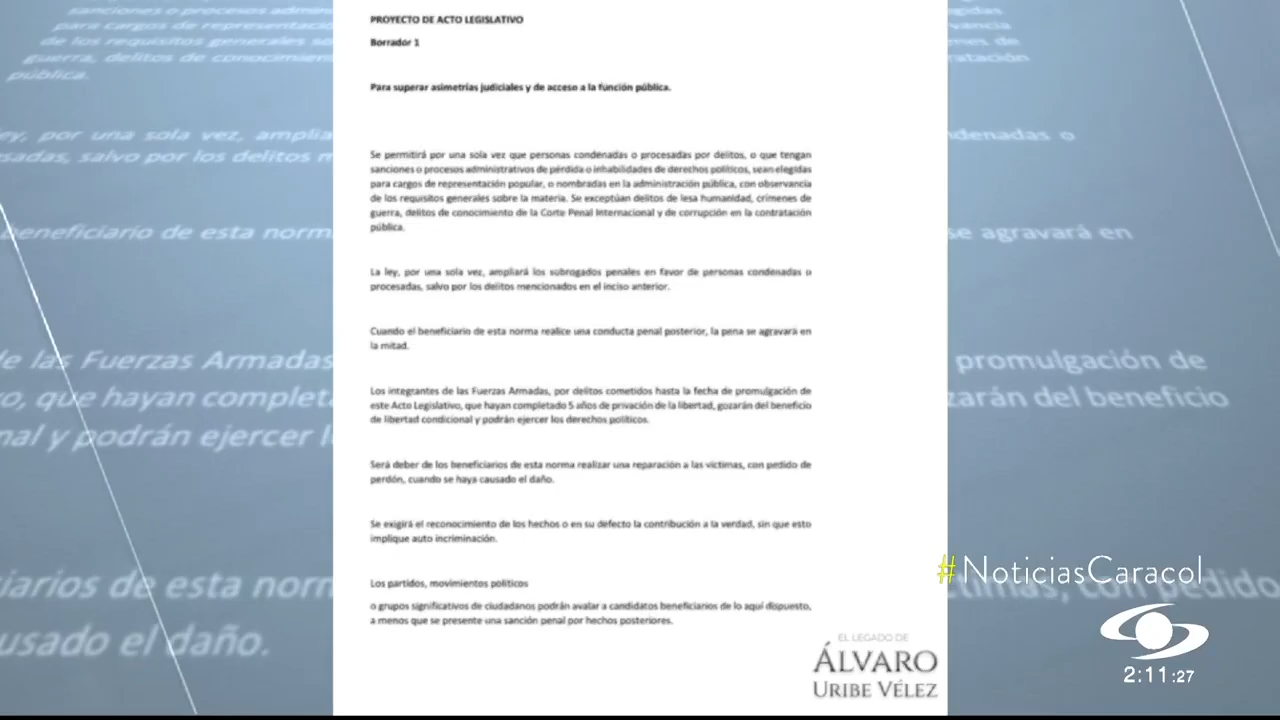 PROYECTO DE ACTO LEGISLATIVO
Borrador 1
Para superar asimetrías judiciales y de acceso a la función pública.
Se permitirá por una sola vez que personas condenadas o procesadas por delitos, o que tengan
sanciones o procesos administrativos de pérdida o inhabilidades de derechos políticos, sean elegidas
para cargos de representación popular, o nombradas en la administración pública, con observancia
de los requisitos generales sobre la materia. Se exceptúan delitos de lesa humanidad, crímenes de
guerra, delitos de conocimiento de la Corte Penal Internacional y de corrupción en la contratación
pública.
La ley, por una sola vez, ampliará los subrogados penales en favor de personas condenadas o
procesadas, salvo por los delitos mencionados en el inciso anterior.
Cuando el beneficiario de esta norma realice una conducta penal posterior, la pena se agravará en
la mitad.
Los integrantes de las Fuerzas Armadas, por delitos cometidos hasta la fecha de promulgación de
este Acto Legislativo, que hayan completado 5 años de privación de la libertad, gozarán del beneficio
de libertad condicional y podrán ejercer los derechos políticos.
Será deber de los beneficiarios de esta norma realizar una reparación a las víctimas, con pedido de
perdón, cuando se haya causado el daño.
Se exigirá el reconocimiento de los hechos o en su defecto la contribución a la verdad, sin que esto
implique auto incriminación.
Los partidos, movimientos políticos
o grupos significativos de ciudadanos podrán avalar a candidatos beneficiarios de lo aquí dispuesto,
a menos que se presente una sanción penal por hechos posteriores.
EL LEGADO DE
ÁLVARO
URIBE VÉLEZ
#NoticiasCaracol
2:11:27